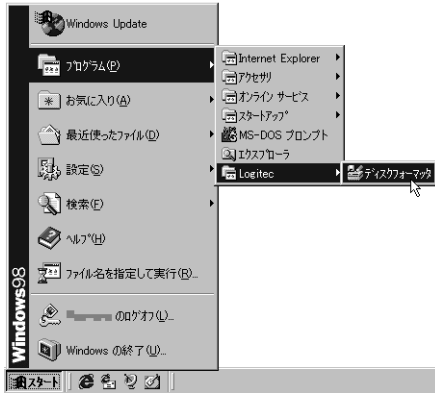 Windows Update
ﾌﾟﾛｸﾞﾗﾑ(P)
お気に入り(A)
最近使ったﾌｧｲﾙ(D)
設定(S)
検索(F)
ﾍﾙﾌﾟ(H)
ﾌｧｲﾙ名を指定して実行(R)...
のﾛｸﾞｵﾌ(L)...
Windows の終了(U)...
Windows98
ｽﾀｰﾄ
Internet Explorer
ｱｸｾｻﾘ
ｵﾝﾗｲﾝ ｻｰﾋﾞｽ
ｽﾀｰﾄｱｯﾌﾟ
MS-DOS プロンプト
ｴｸｽﾌﾟﾛｰﾗ
Logitec
ﾃﾞｨｽｸﾌｫｰﾏｯﾀ